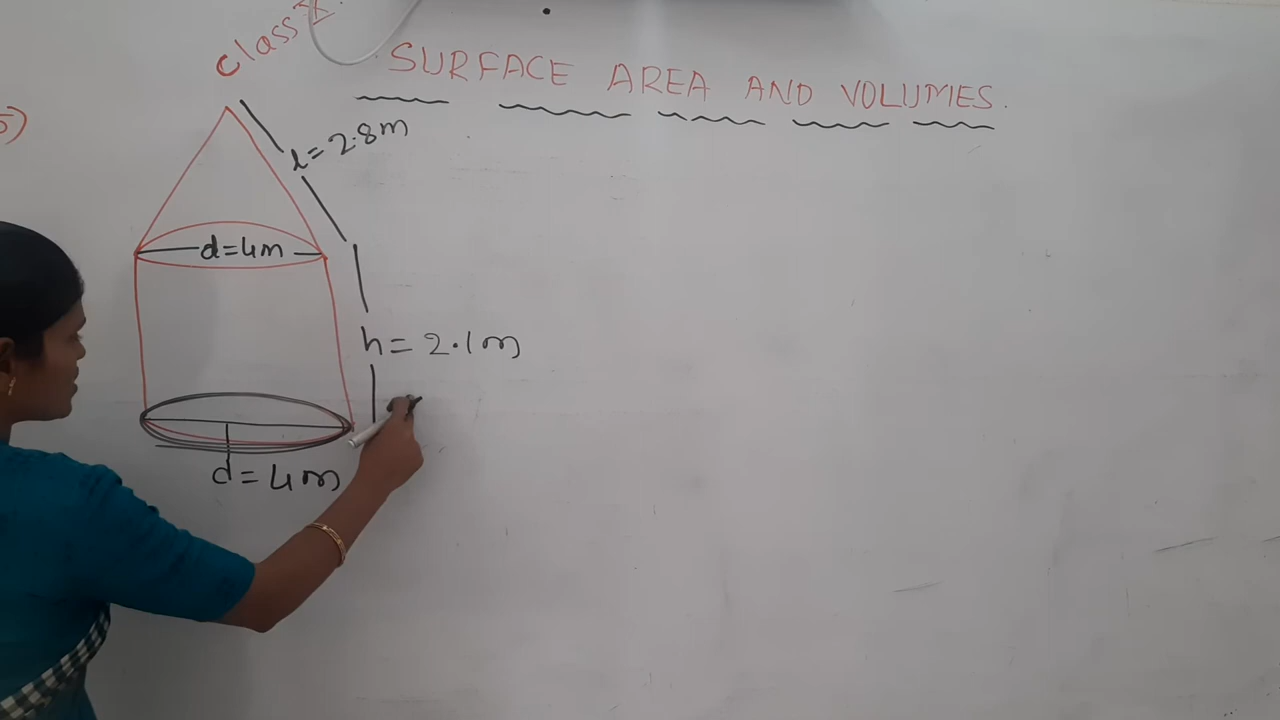 Class X.
SURFACE AREA AND VOLUMES.
l = 2.8m
d=4m
h = 2.1m
d = 4m